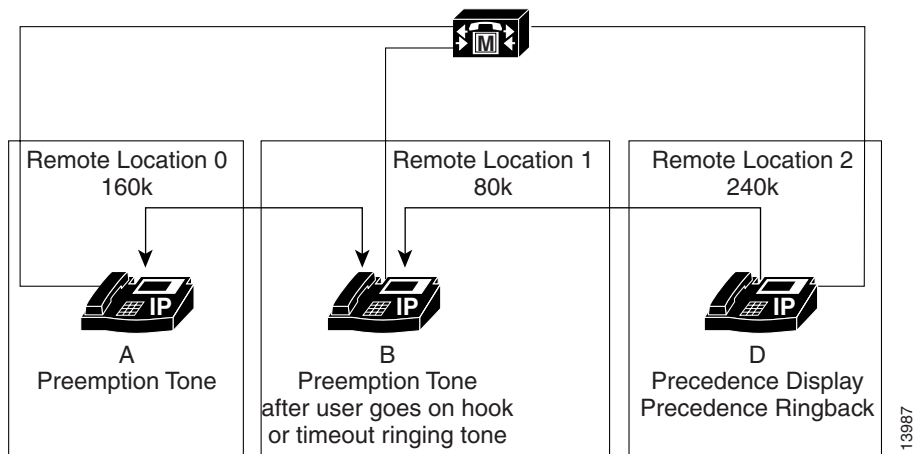 M
Remote Location 0
160k
Remote Location 1
80k
Remote Location 2
240k
IP
IP
IP
A
Preemption Tone
B
Preemption Tone
after user goes on hook
or timeout ringing tone
D
Precedence Display
Precedence Ringback
13987